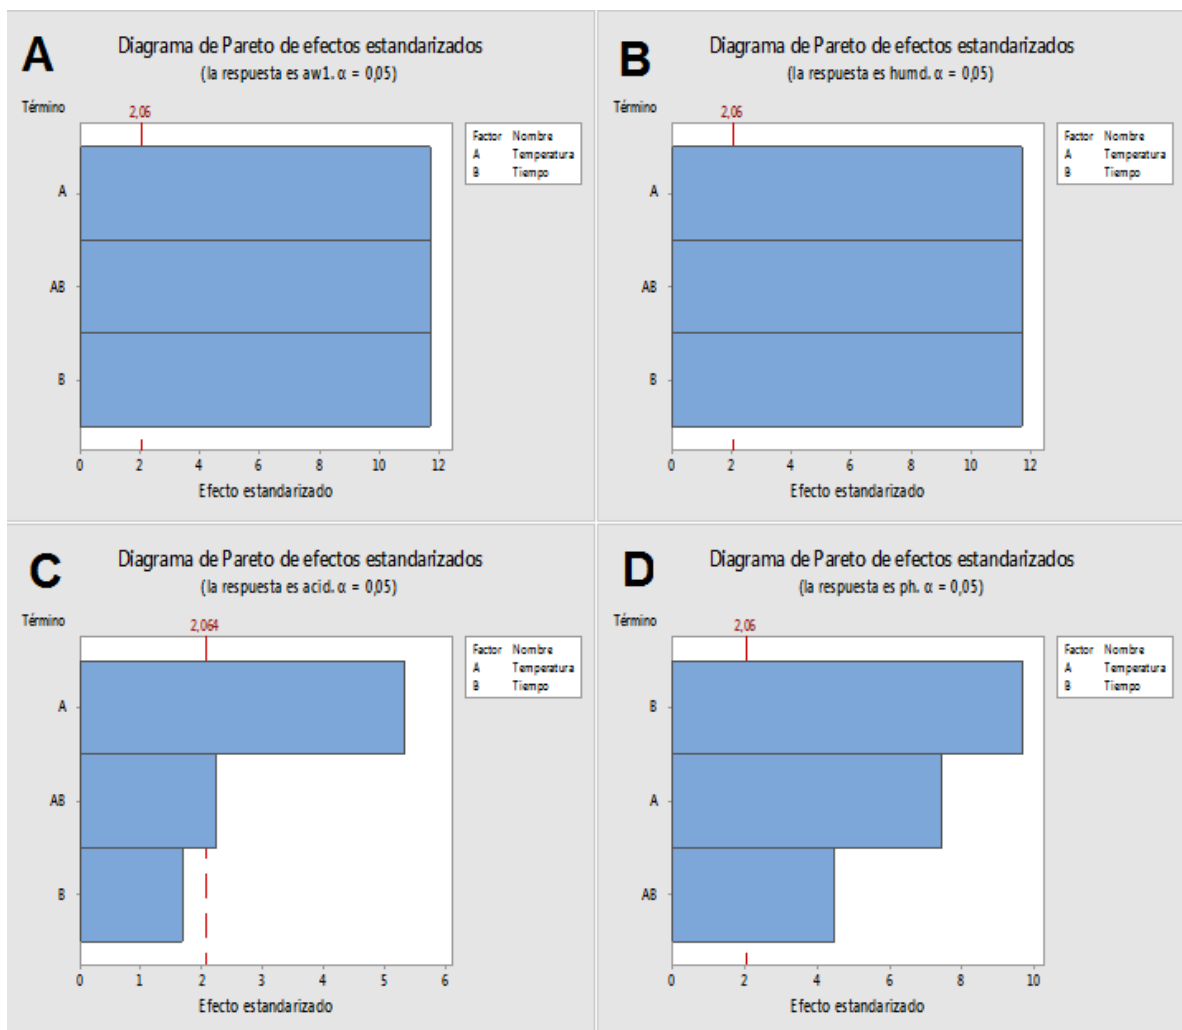 A
Diagrama de Pareto de efectos estandarizados
(la respuesta es aw1. α = 0,05)
Término
2,06
Factor Nombre
A Temperatura
B Tiempo
A
AB
B
0 2 4 6 8 10 12
Efecto estandarizado
B
Diagrama de Pareto de efectos estandarizados
(la respuesta es humd. α = 0,05)
Término
2,06
Factor Nombre
A Temperatura
B Tiempo
A
AB
B
0 2 4 6 8 10 12
Efecto estandarizado
C
Diagrama de Pareto de efectos estandarizados
(la respuesta es acid. α = 0,05)
Término
2,064
Factor Nombre
A Temperatura
B Tiempo
A
AB
B
0 1 2 3 4 5 6
Efecto estandarizado
D
Diagrama de Pareto de efectos estandarizados
(la respuesta es ph. α = 0,05)
Término
2,06
Factor Nombre
A Temperatura
B Tiempo
B
A
AB
0 2 4 6 8 10
Efecto estandarizado